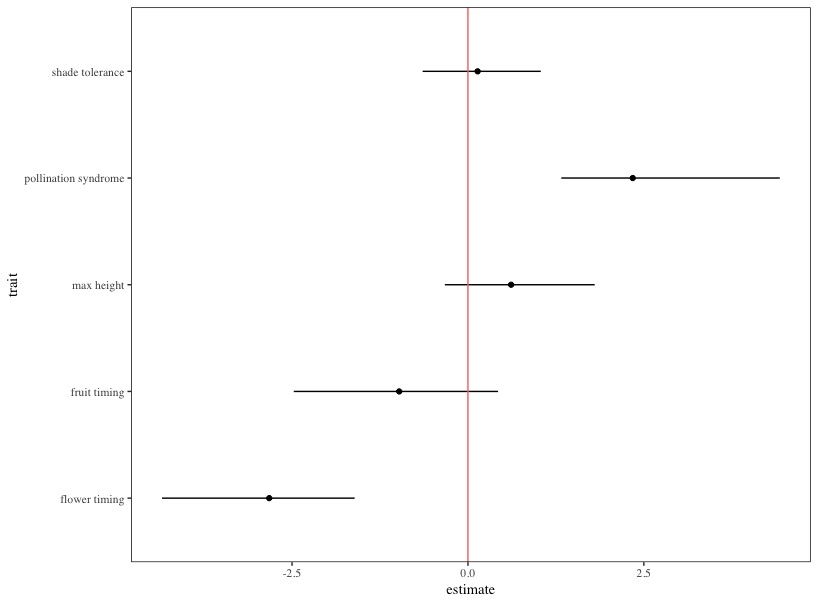 shade tolerance
pollination syndrome
max height
fruit timing
flower timing
trait
-2.5
0.0
2.5
estimate